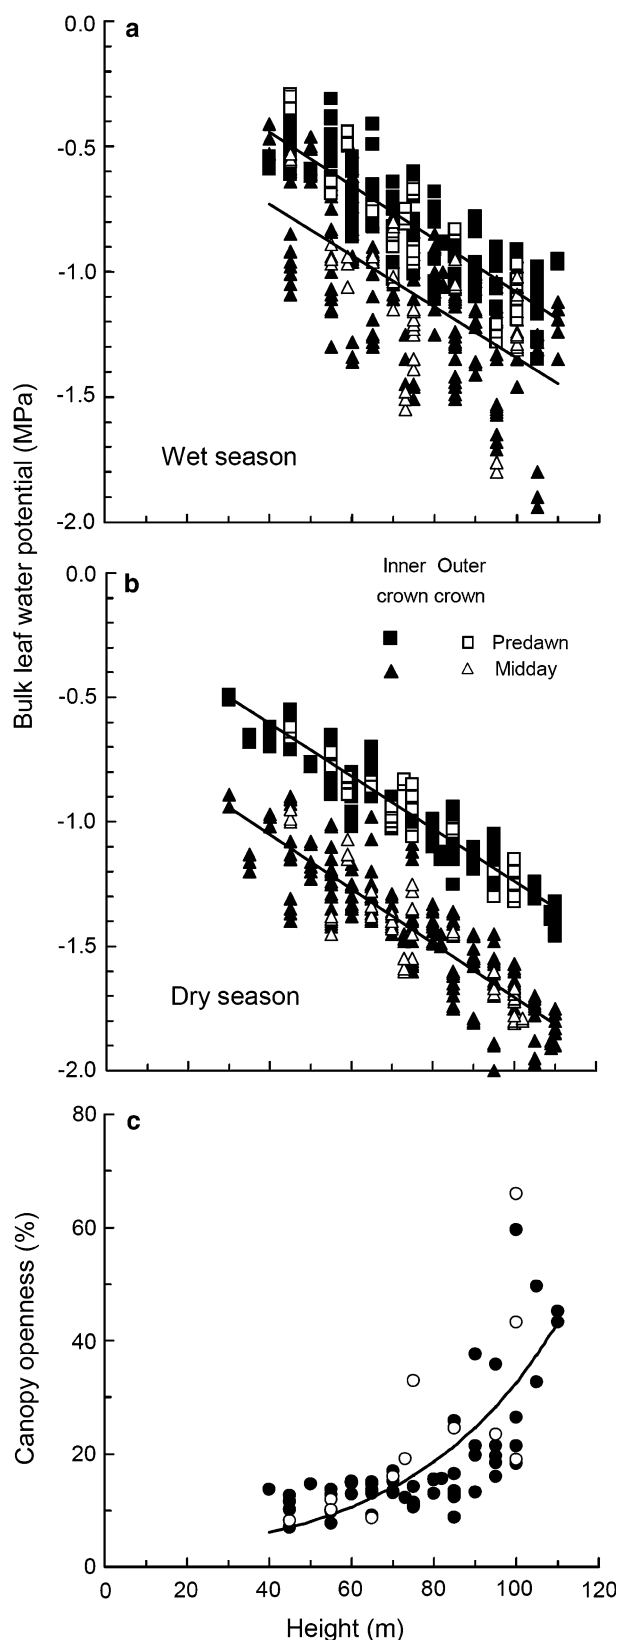 a
0.0
-0.5
-1.0
-1.5
-2.0
Wet season
Bulk leaf water potential (MPa)
b
0.0
-0.5
-1.0
-1.5
-2.0
Inner Outer
crown crown
Predawn
Midday
Dry season
c
80
60
40
20
0
Canopy openness (%)
0 20 40 60 80 100 120
Height (m)